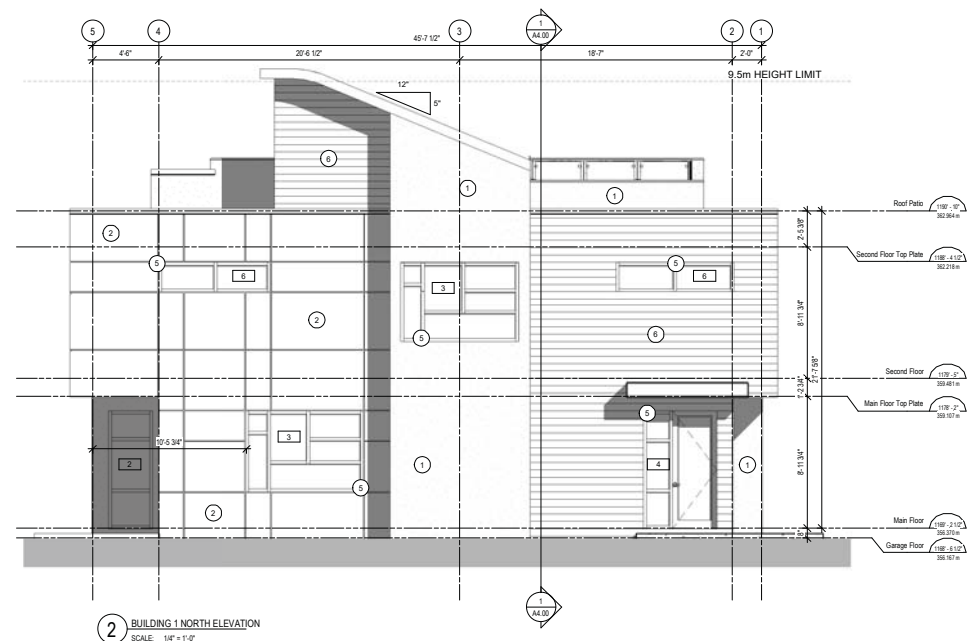 1
A4.00
5
4
3
2
1
45'-7 1/2"
4'-6"
20'-6 1/2"
18'-7"
2'-0"
9.5m HEIGHT LIMIT
12"
5"
6
1
1
2
5
6
3
5
2
5
6
6
Roof Patio
1190' - 10"
362.964 m
2'-5 3/8"
Second Floor Top Plate
1188' - 4 1/2"
362.218 m
8'-11 3/4"
21'-7 5/8"
Second Floor
1179' - 5"
359.481 m
1'-2 3/4"
Main Floor Top Plate
1178' - 2"
359.107 m
10'-5 3/4"
2
3
5
2
1
5
4
1
8'-11 3/4"
Main Floor
1169' - 2 1/2"
356.370 m
8"
Garage Floor
1168' - 6 1/2"
356.167 m
1
A4.00
2
BUILDING 1 NORTH ELEVATION
SCALE: 1/4" = 1'-0"